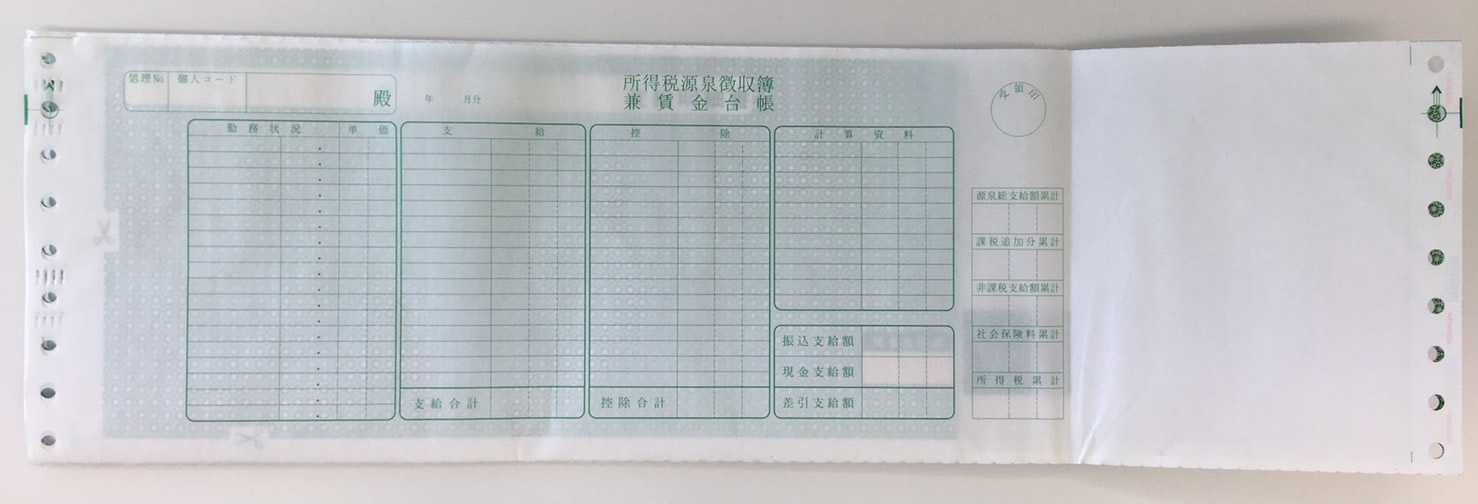 処理№ 個人コード
殿
年 月分
所得税源泉徴収簿
兼賃金台帳
受領印
勤務状況 単価
支給
控除
計算資料
支給合計
控除合計
振込支給額
現金支給額
差引支給額
源泉総支給額累計
課税追加分累計
非課税支給額累計
社会保険料累計
所得税累計